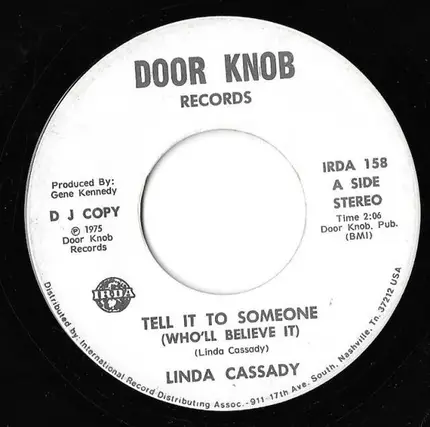 DOOR KNOB
RECORDS
Produced By:
Gene Kennedy
D J COPY
℗ 1975
Door Knob
Records
IRDA 158
A SIDE
STEREO
Time 2:06
Door Knob. Pub.
(BMI)
IRDA
TELL IT TO SOMEONE
(WHO'LL BELIEVE IT)
(Linda Cassady)
LINDA CASSADY
Distributed by: International Record Distributing Assoc.-911-17th Ave. South, Nashville, Tn. 37212 USA